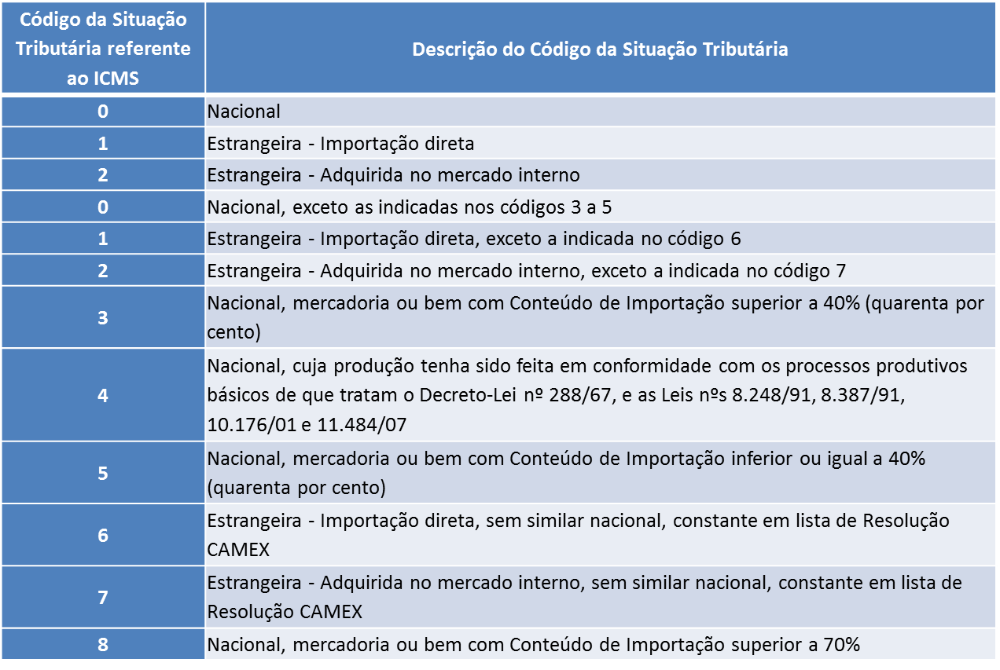 Código da Situação
Tributária referente
ao ICMS
Descrição do Código da Situação Tributária
0
Nacional
1
Estrangeira - Importação direta
2
Estrangeira - Adquirida no mercado interno
0
Nacional, exceto as indicadas nos códigos 3 a 5
1
Estrangeira - Importação direta, exceto a indicada no código 6
2
Estrangeira - Adquirida no mercado interno, exceto a indicada no código 7
3
Nacional, mercadoria ou bem com Conteúdo de Importação superior a 40% (quarenta por
cento)
4
Nacional, cuja produção tenha sido feita em conformidade com os processos produtivos
básicos de que tratam o Decreto-Lei nº 288/67, e as Leis nºs 8.248/91, 8.387/91,
10.176/01 e 11.484/07
5
Nacional, mercadoria ou bem com Conteúdo de Importação inferior ou igual a 40%
(quarenta por cento)
6
Estrangeira - Importação direta, sem similar nacional, constante em lista de Resolução
CAMEX
7
Estrangeira - Adquirida no mercado interno, sem similar nacional, constante em lista de
Resolução CAMEX
8
Nacional, mercadoria ou bem com Conteúdo de Importação superior a 70%